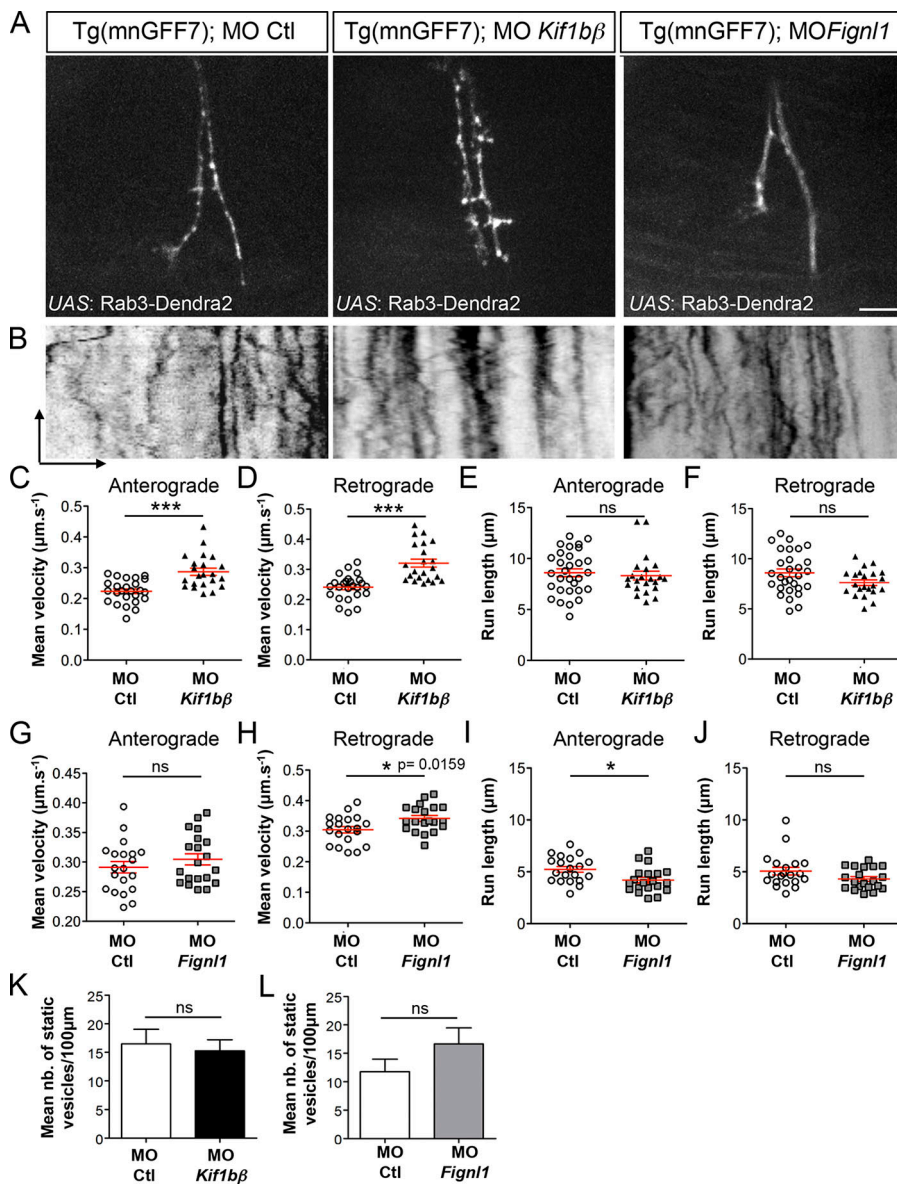 A
Tg(mnGFF7); MO Ctl
Tg(mnGFF7); MO Kif1bβ
Tg(mnGFF7); MOFignl1
UAS: Rab3-Dendra2
UAS: Rab3-Dendra2
UAS: Rab3-Dendra2
B
C
Anterograde
***
Mean velocity (µm.s-1)
0.5
0.4
0.3
0.2
0.1
0.0
MO
Ctl
MO
Kif1bβ
D
Retrograde
***
Mean velocity (µm.s-1)
0.5
0.4
0.3
0.2
0.1
0.0
MO
Ctl
MO
Kif1bβ
E
Anterograde
ns
Run length (µm)
15
10
5
0
MO
Ctl
MO
Kif1bβ
F
Retrograde
ns
Run length (µm)
15
10
5
0
MO
Ctl
MO
Kif1bβ
G
Anterograde
ns
Mean velocity (µm.s-1)
0.45
0.40
0.35
0.30
0.25
0.20
MO
Ctl
MO
Fignl1
H
Retrograde
* p= 0.0159
Mean velocity (µm.s-1)
0.5
0.4
0.3
0.2
0.1
0.0
MO
Ctl
MO
Fignl1
I
Anterograde
*
Run length (µm)
15
10
5
0
MO
Ctl
MO
Fignl1
J
Retrograde
ns
Run length (µm)
15
10
5
0
MO
Ctl
MO
Fignl1
K
ns
Mean nb. of static
vesicles/100µm
25
20
15
10
5
0
MO
Ctl
MO
Kif1bβ
L
ns
Mean nb. of static
vesicles/100µm
25
20
15
10
5
0
MO
Ctl
MO
Fignl1